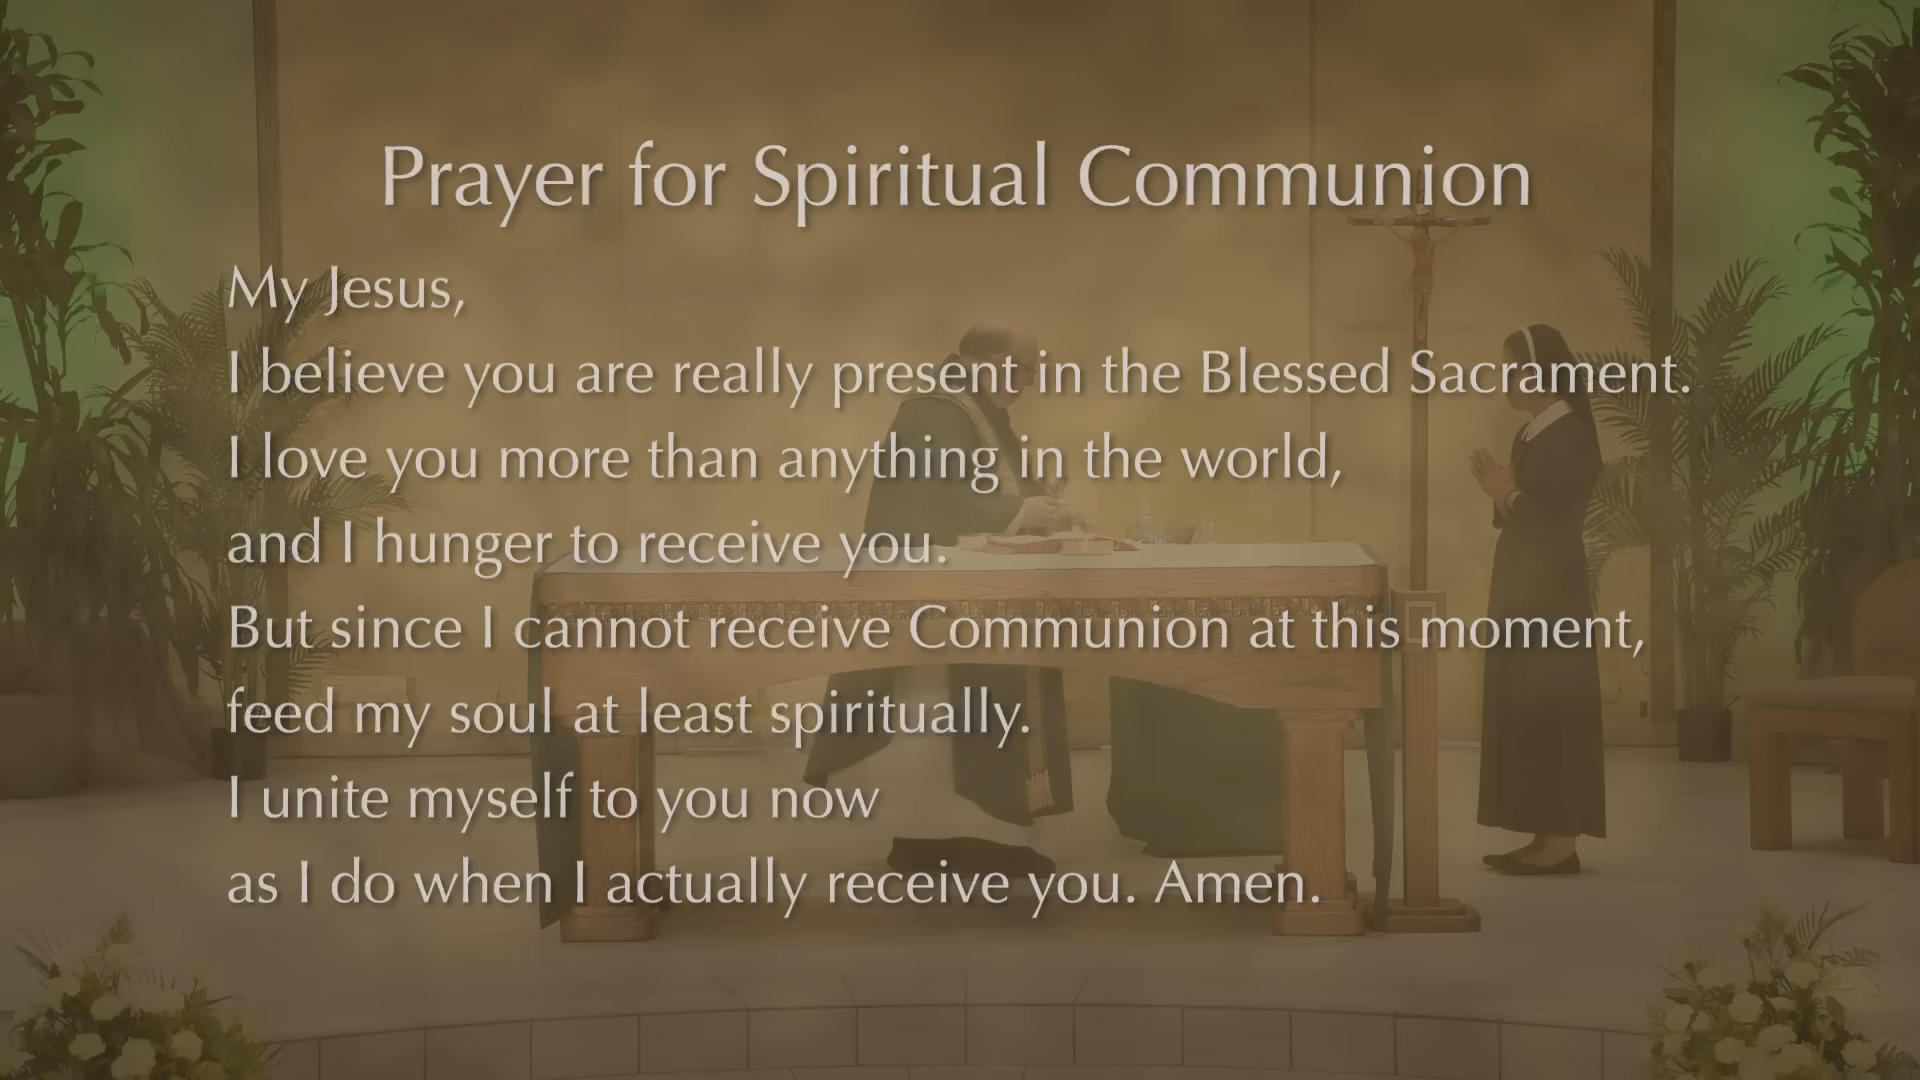 Prayer for Spiritual Communion
My Jesus,
I believe you are really present in the Blessed Sacrament.
I love you more than anything in the world,
and I hunger to receive you.
But since I cannot receive Communion at this moment,
feed my soul at least spiritually.
I unite myself to you now
as I do when I actually receive you. Amen.